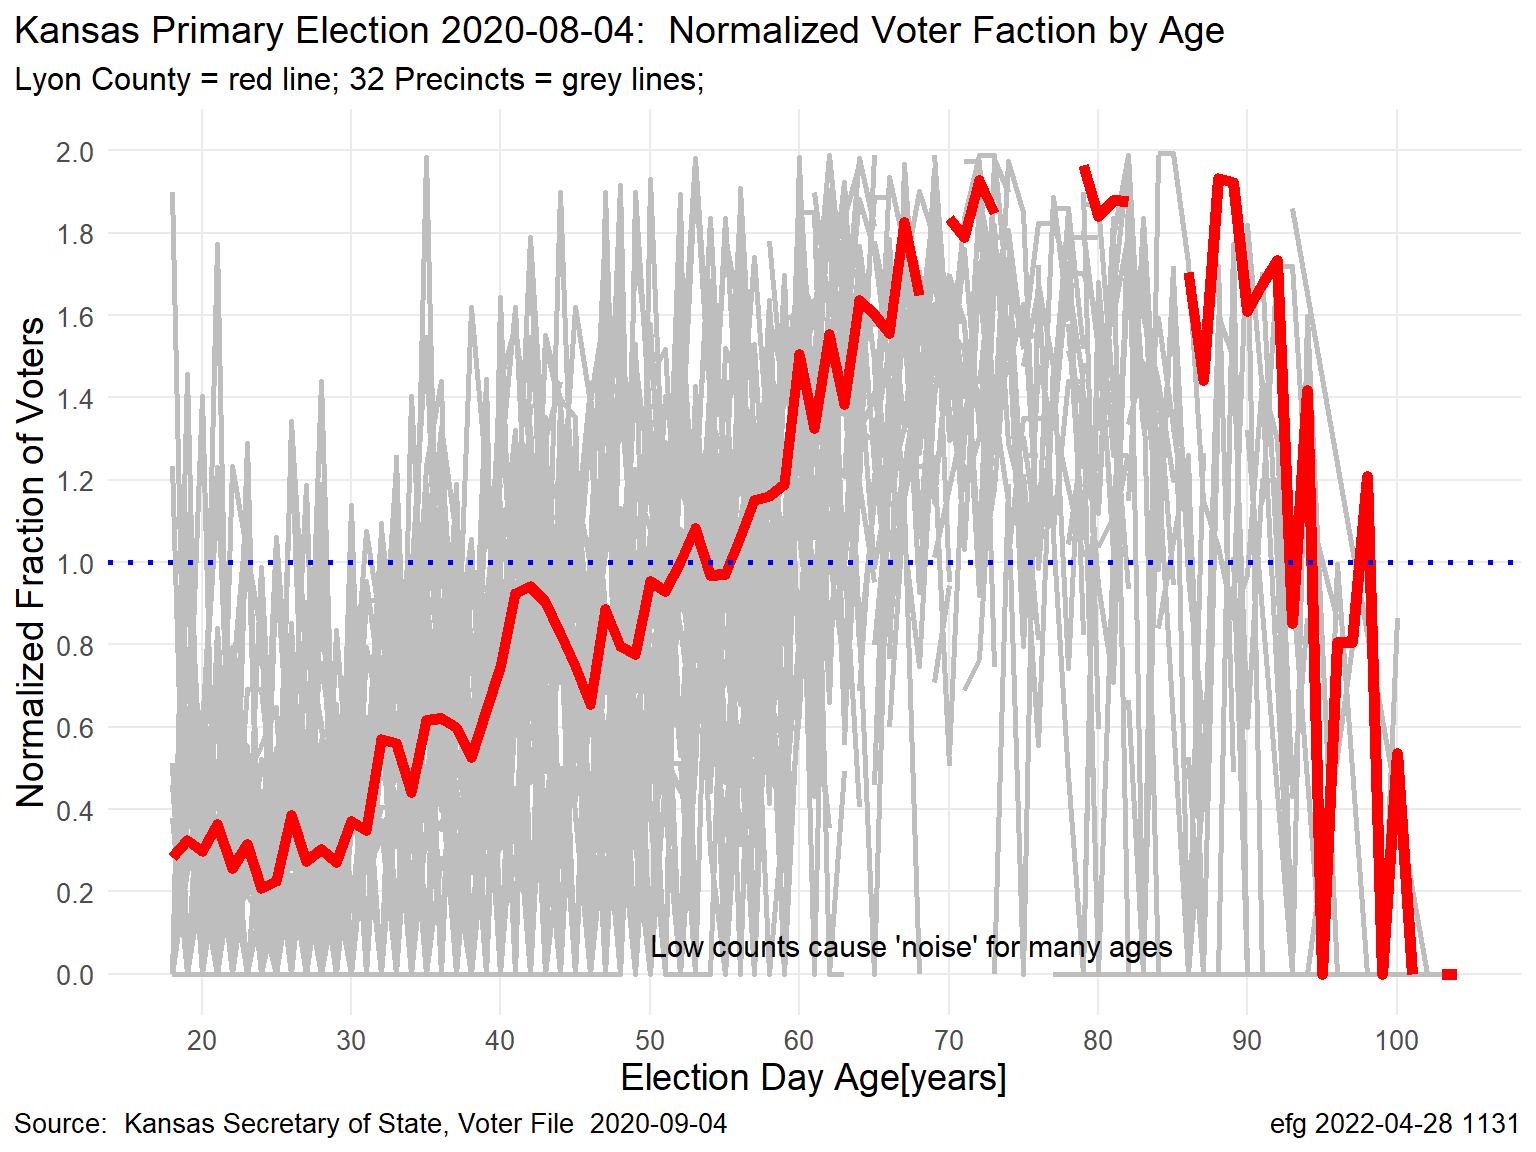 Kansas Primary Election 2020-08-04:  Normalized Voter Faction by Age
Lyon County = red line; 32 Precincts = grey lines;
Normalized Fraction of Voters
2.0
1.8
1.6
1.4
1.2
1.0
0.8
0.6
0.4
0.2
0.0
Low counts cause 'noise' for many ages
20 30 40 50 60 70 80 90 100
Election Day Age[years]
Source:  Kansas Secretary of State, Voter File  2020-09-04
efg 2022-04-28 1131